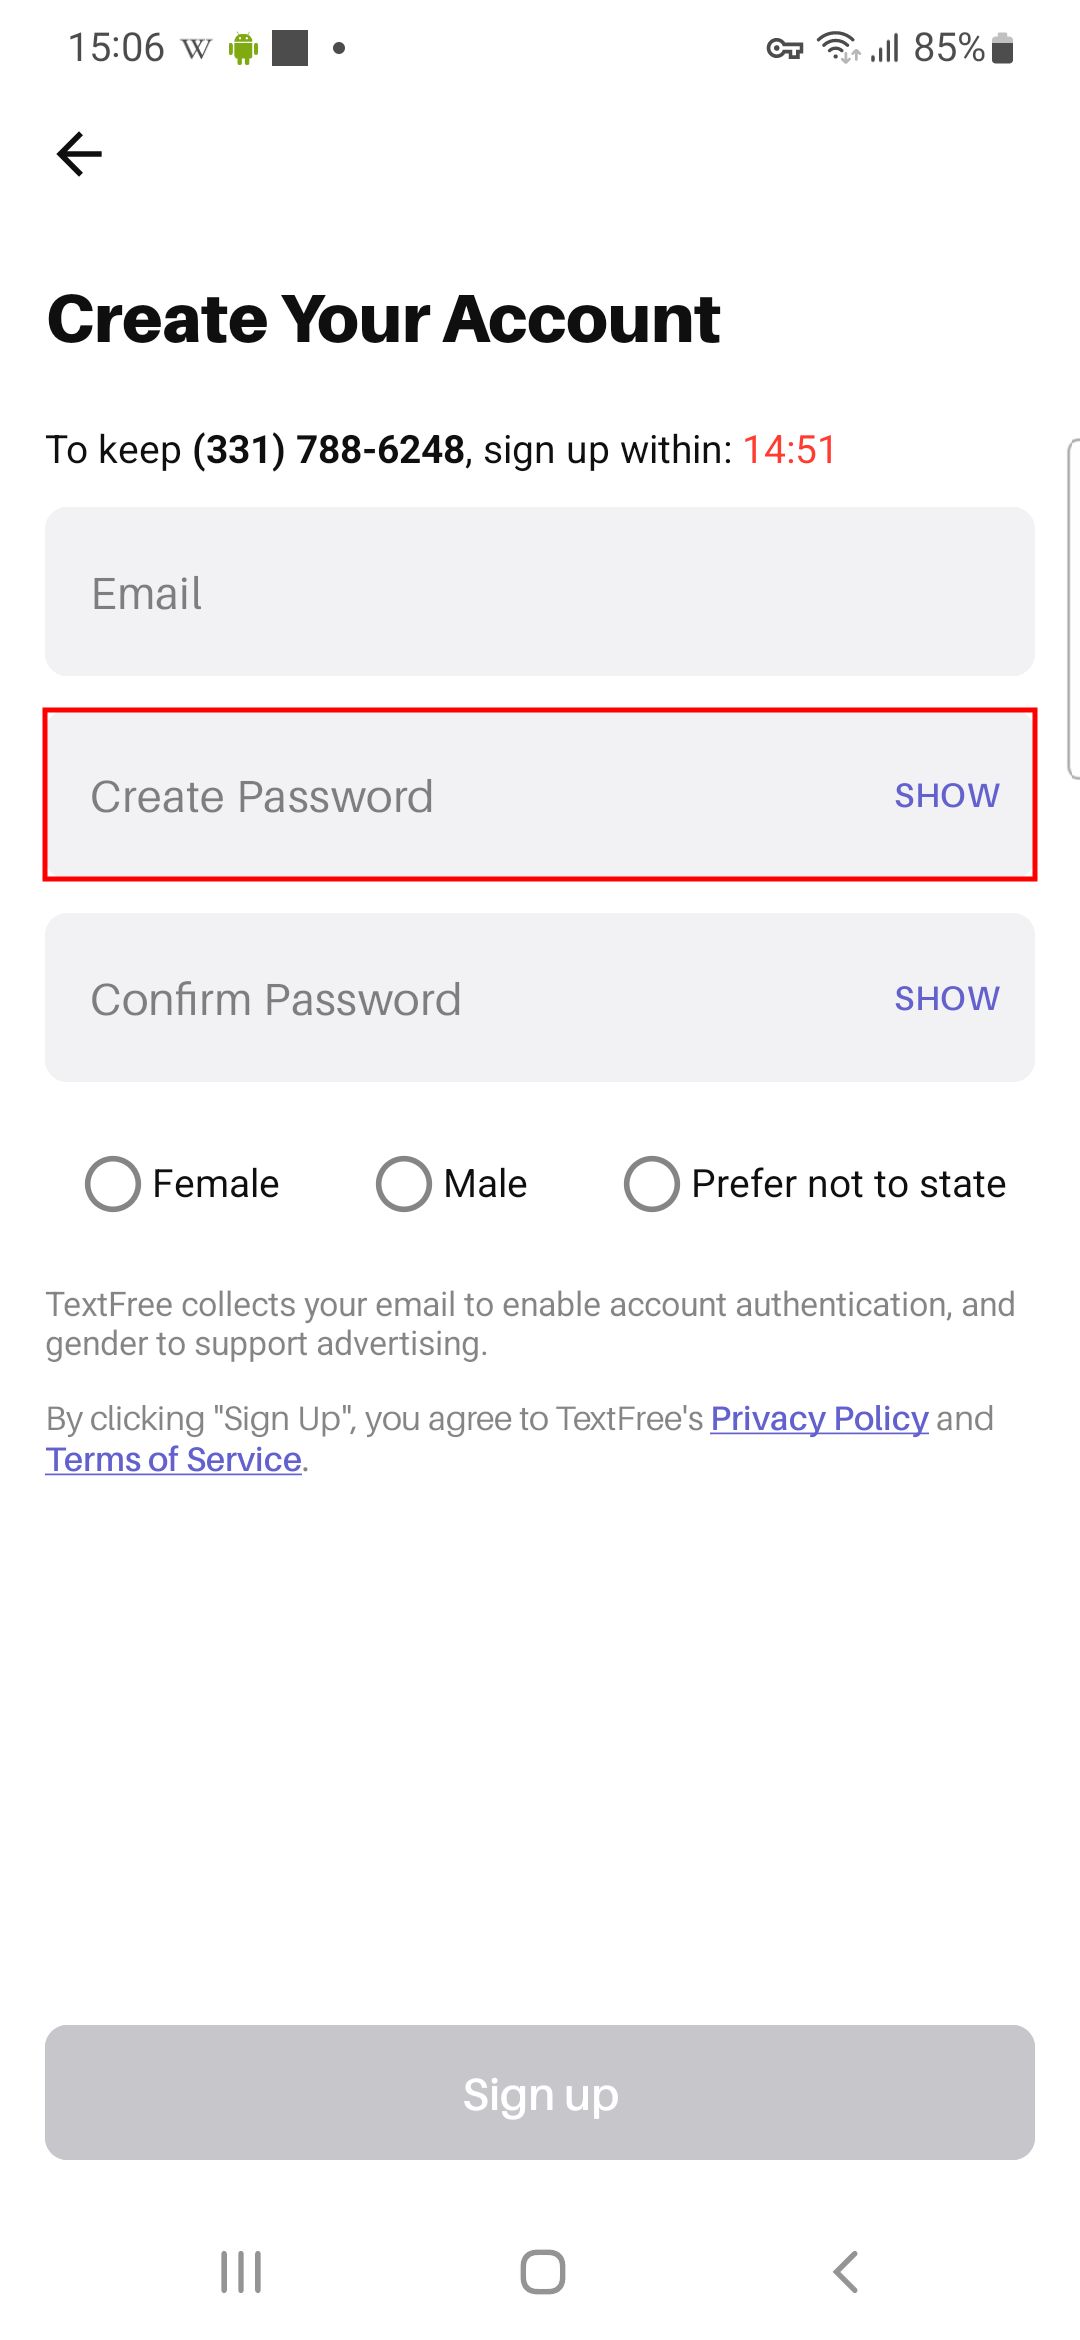 15:06 W 85%
Create Your Account
To keep (331) 788-6248, sign up within: 14:51
Email
Create Password SHOW
Confirm Password SHOW
Female Male Prefer not to state
TextFree collects your email to enable account authentication, and
gender to support advertising.
By clicking "Sign Up", you agree to TextFree's Privacy Policy and
Terms of Service.
Sign up